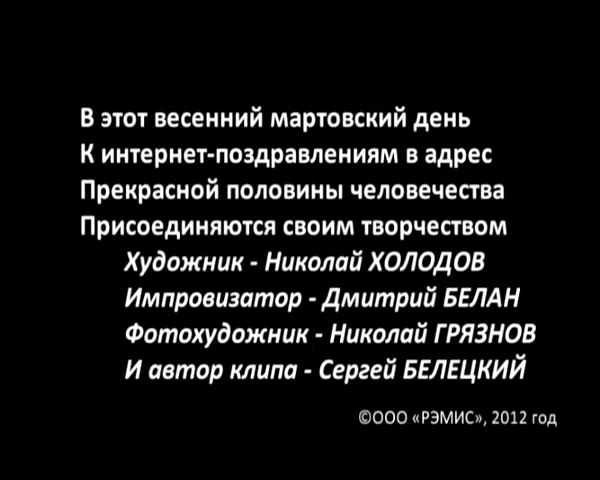 В этот весенний мартовский день
К интернет-поздравлениям в адрес
Прекрасной половины человечества
Присоединяются своим творчеством
Художник - Николай ХОЛОДОВ
Импровизатор - Дмитрий БЕЛАН
Фотохудожник - Николай ГРЯЗНОВ
И автор клипа - Сергей БЕЛЕЦКИЙ
©ООО «РЭМИС», 2012 год